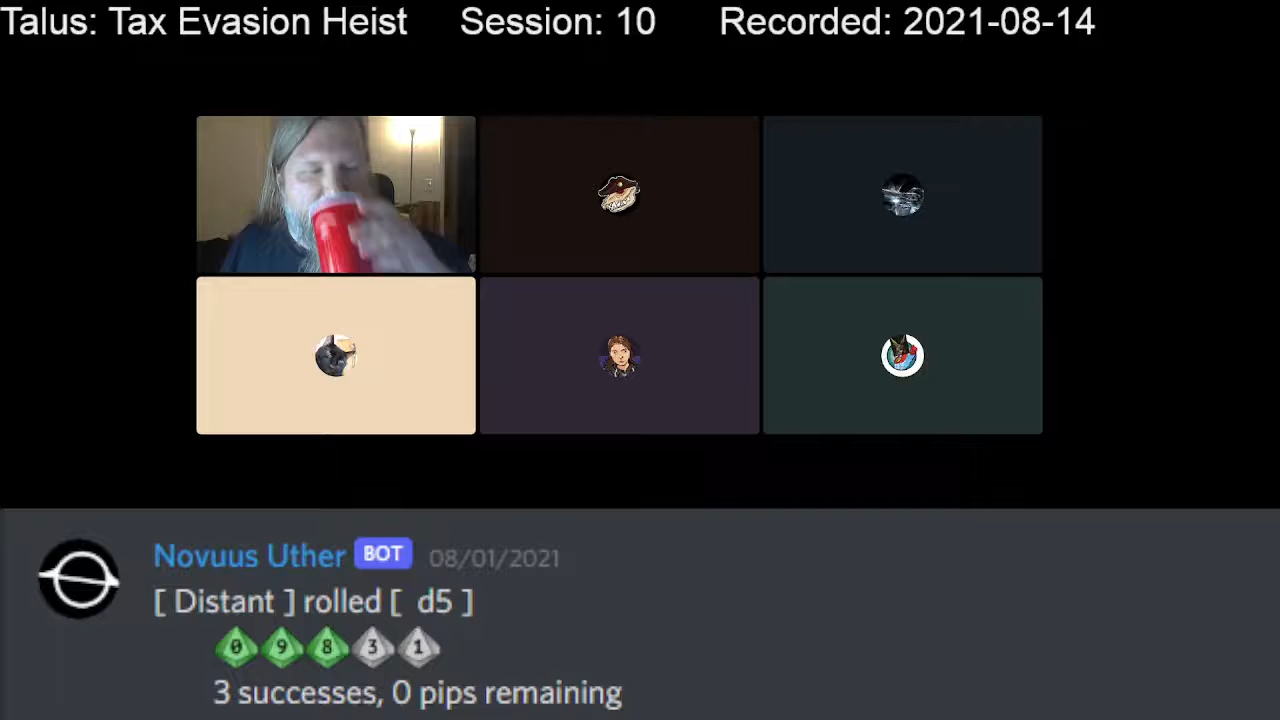 Talus: Tax Evasion Heist Session: 10 Recorded: 2021-08-14
Novuus Uther BOT 08/01/2021
[ Distant ] rolled [ d5 ]
0 9 8 3 1
3 successes, 0 pips remaining